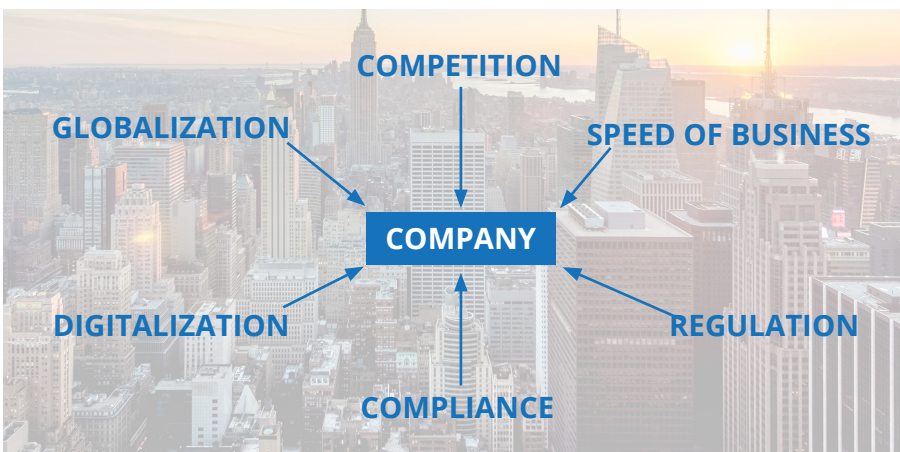 COMPETITION
GLOBALIZATION
SPEED OF BUSINESS
COMPANY
DIGITALIZATION
REGULATION
COMPLIANCE